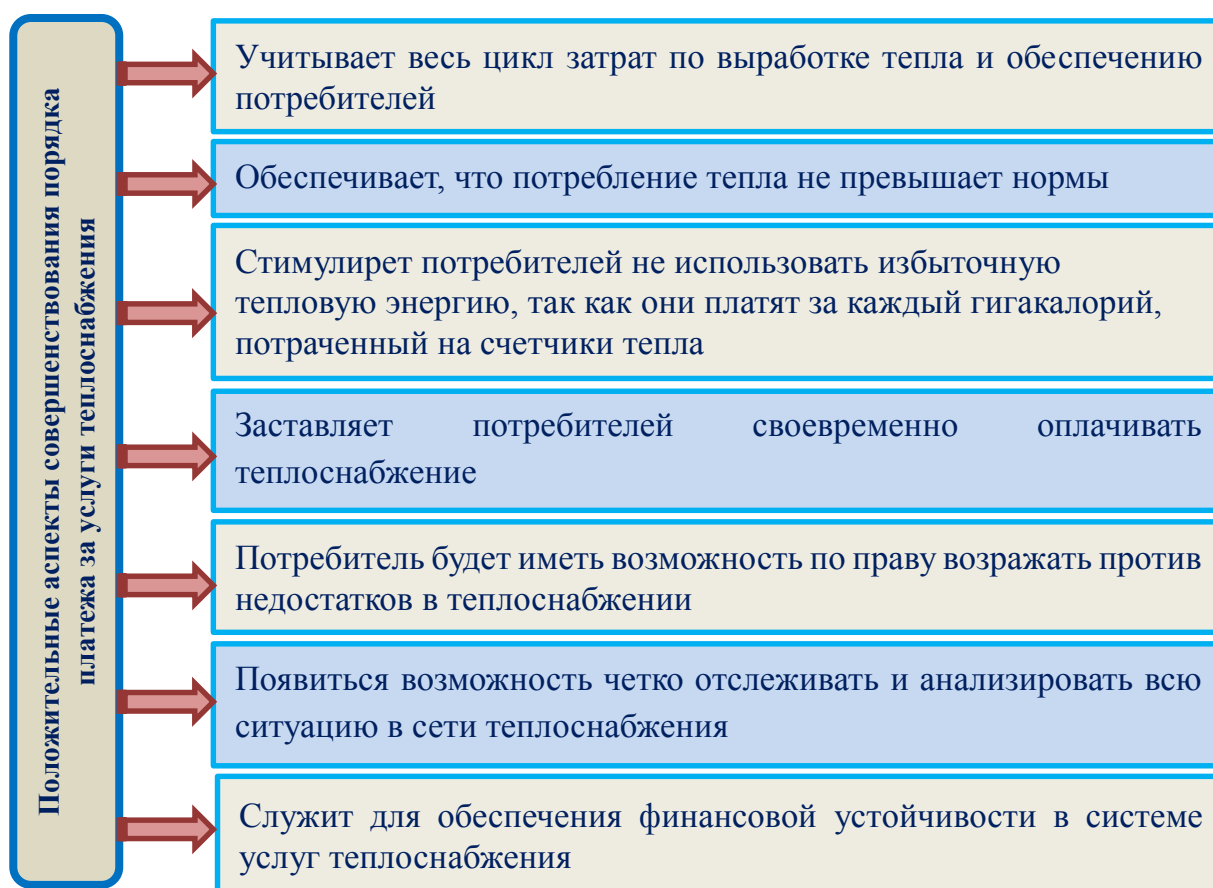 Положительные аспекты совершенствования порядка
платежа за услуги теплоснабжения
Учитывает весь цикл затрат по выработке тепла и обеспечению
потребителей
Обеспечивает, что потребление тепла не превышает нормы
Стимулирет потребителей не использовать избыточную
тепловую энергию, так как они платят за каждый гигакалорий,
потраченный на счетчики тепла
Заставляет потребителей своевременно оплачивать
теплоснабжение
Потребитель будет иметь возможность по праву возражать против
недостатков в теплоснабжении
Появиться возможность четко отслеживать и анализировать всю
ситуацию в сети теплоснабжения
Служит для обеспечения финансовой устойчивости в системе
услуг теплоснабжения